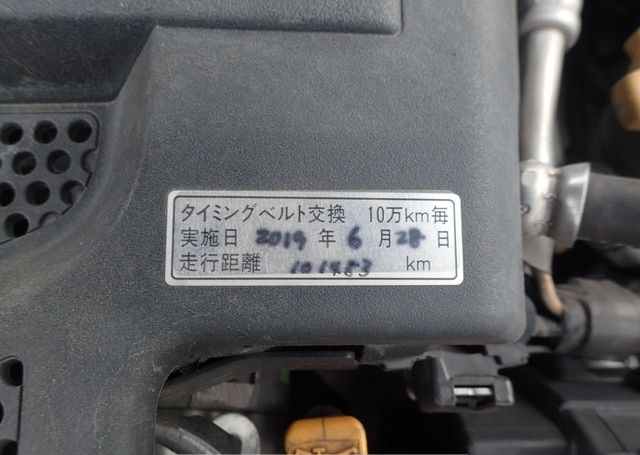 タイミングベルト交換 10万km毎
実施日 2019 年 6 月 28 日
走行距離 101483 km